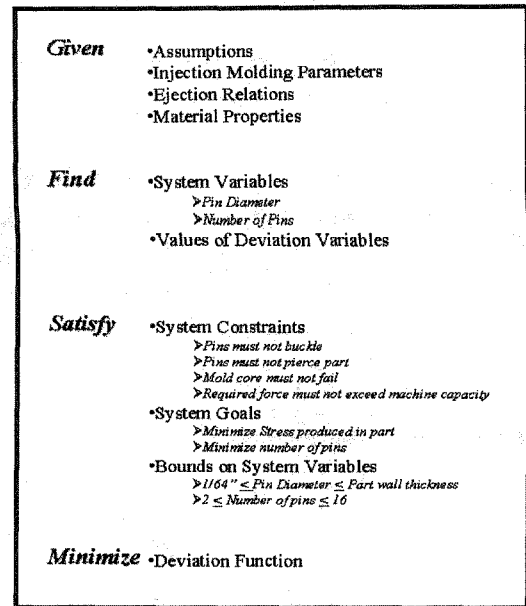 Given •Assumptions
•Injection Molding Parameters
•Ejection Relations
•Material Properties
Find •System Variables
➤Pin Diameter
➤Number of Pins
•Values of Deviation Variables
Satisfy •System Constraints
➤Pins must not buckle
➤Pins must not pierce part
➤Mold core must not fail
➤Required force must not exceed machine capacity
•System Goals
➤Minimize Stress produced in part
➤Minimize number of pins
•Bounds on System Variables
➤1/64" ≤ Pin Diameter ≤ Part wall thickness
➤2 ≤ Number of pins ≤ 16
Minimize •Deviation Function